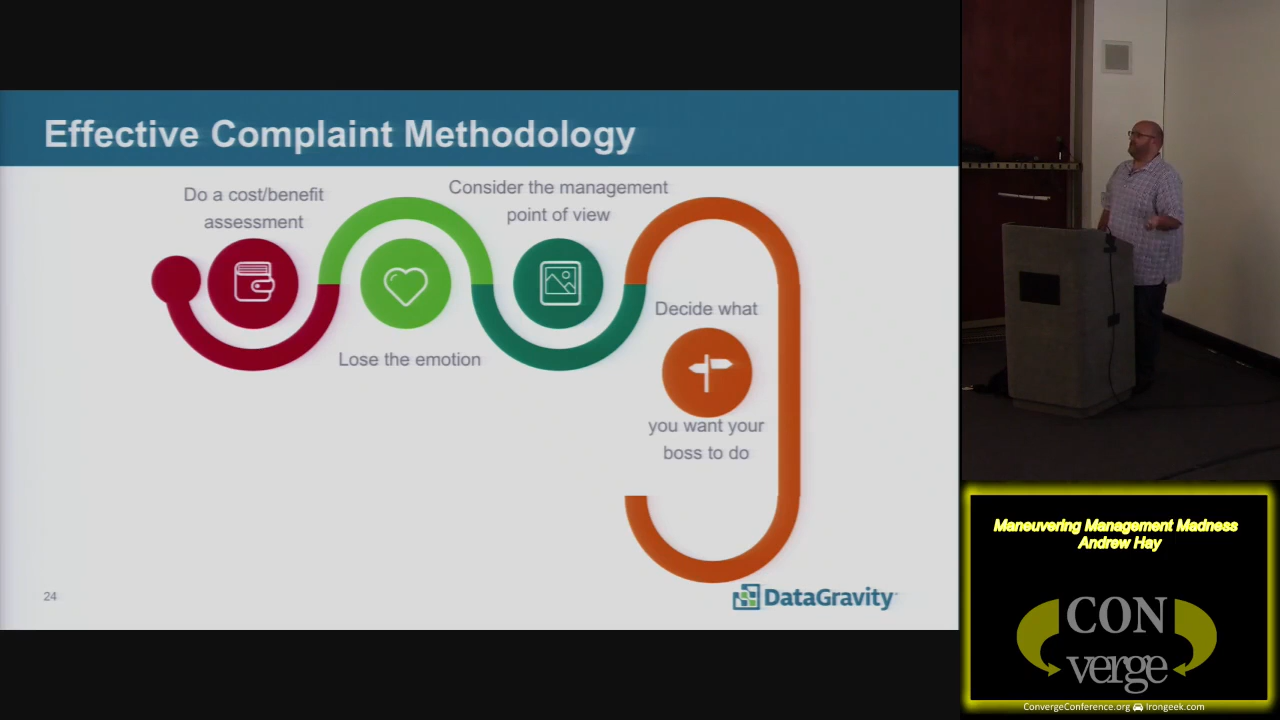 Effective Complaint Methodology
Do a cost/benefit
assessment
Lose the emotion
Consider the management
point of view
Decide what
you want your
boss to do
24
DataGravity
Maneuvering Management Madness
Andrew Hay
CON
verge
ConvergeConference.org Irongeek.com